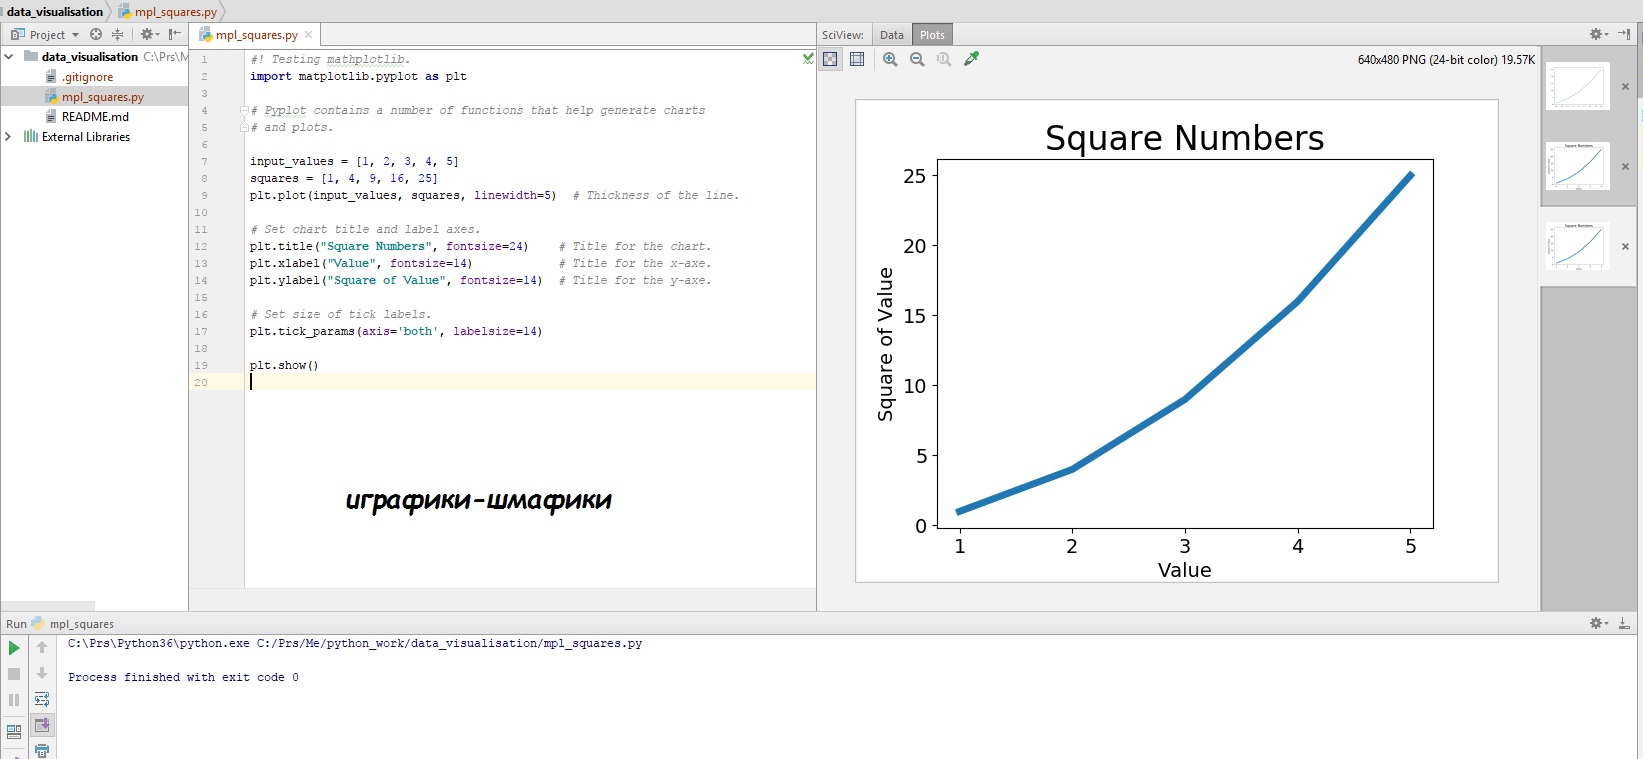 data_visualisation mpl_squares.py
Project
mpl_squares.py
SciView: Data Plots
data_visualisation C:\Prs\M
.gitignore
mpl_squares.py
README.md
External Libraries
1 #! Testing mathplotlib.
2 import matplotlib.pyplot as plt
3
4 # Pyplot contains a number of functions that help generate charts
5 # and plots.
6
7 input_values = [1, 2, 3, 4, 5]
8 squares = [1, 4, 9, 16, 25]
9 plt.plot(input_values, squares, linewidth=5) # Thickness of the line.
10
11 # Set chart title and label axes.
12 plt.title("Square Numbers", fontsize=24) # Title for the chart.
13 plt.xlabel("Value", fontsize=14) # Title for the x-axe.
14 plt.ylabel("Square of Value", fontsize=14) # Title for the y-axe.
15
16 # Set size of tick labels.
17 plt.tick_params(axis='both', labelsize=14)
18
19 plt.show()
20
играфики-шмафики
640x480 PNG (24-bit color) 19.57K
Square Numbers
25
20
15
10
5
0
Square of Value
1 2 3 4 5
Value
Run mpl_squares
C:\Prs\Python36\python.exe C:/Prs/Me/python_work/data_visualisation/mpl_squares.py
Process finished with exit code 0